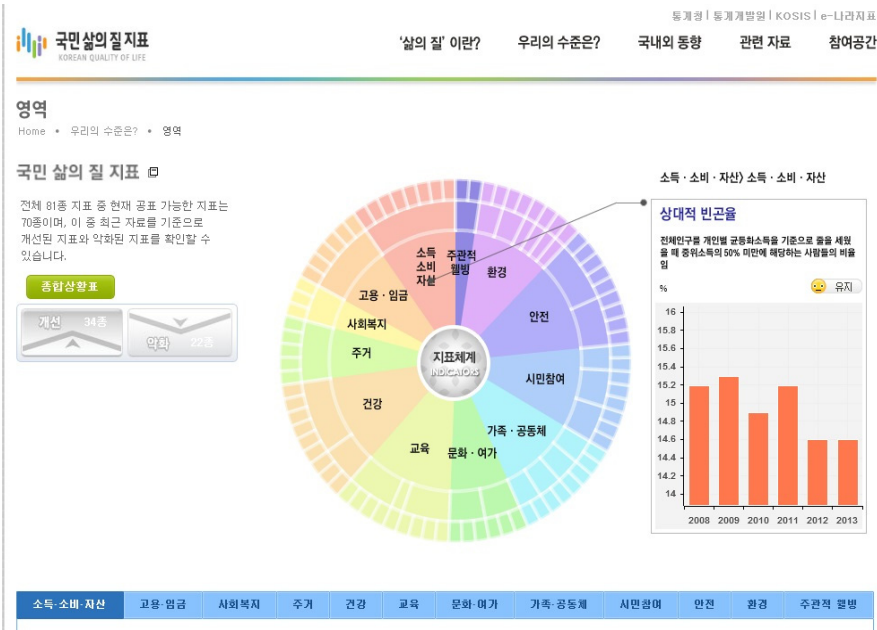 통계청 | 통계개발원 | KOSIS | e-나라지표
국민 삶의 질 지표
KOREAN QUALITY OF LIFE
'삶의 질' 이란? 우리의 수준은? 국내외 동향 관련 자료 참여공간
영역
Home • 우리의 수준은? • 영역
국민 삶의 질 지표
전체 81종 지표 중 현재 공표 가능한 지표는
70종이며, 이 중 최근 자료를 기준으로
개선된 지표와 악화된 지표를 확인할 수
있습니다.
종합상황표
개선 34종
악화 22종
소득
소비
자산
주관적
웰빙
환경
안전
시민참여
가족 · 공동체
문화 · 여가
교육
건강
주거
사회복지
고용 · 임금
지표체계
INDICATORS
소득 · 소비 · 자산> 소득 · 소비 · 자산
상대적 빈곤율
전체인구를 개인별 균등화소득을 기준으로 줄을 세웠
을 때 중위소득의 50% 미만에 해당하는 사람들의 비율
임
% 유지
16
15.8
15.6
15.4
15.2
15
14.8
14.6
14.4
14.2
14
2008 2009 2010 2011 2012 2013
소득·소비·자산 고용·임금 사회복지 주거 건강 교육 문화·여가 가족·공동체 시민참여 안전 환경 주관적 웰빙